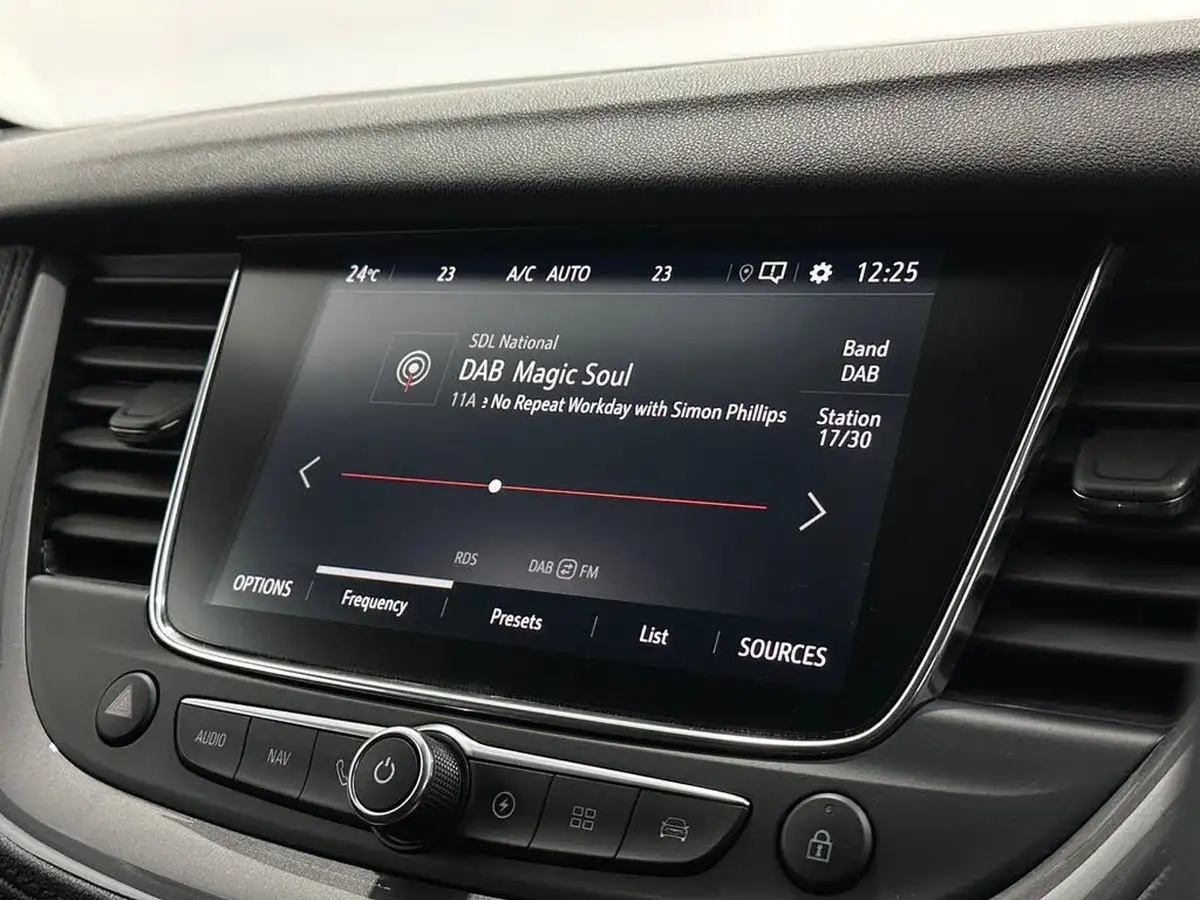 24°C 23 A/C AUTO 23 12:25
SDL National
DAB Magic Soul
11A e No Repeat Workday with Simon Phillips
Band
DAB
Station
17/30
RDS DAB FM
OPTIONS Frequency Presets List SOURCES
AUDIO NAV